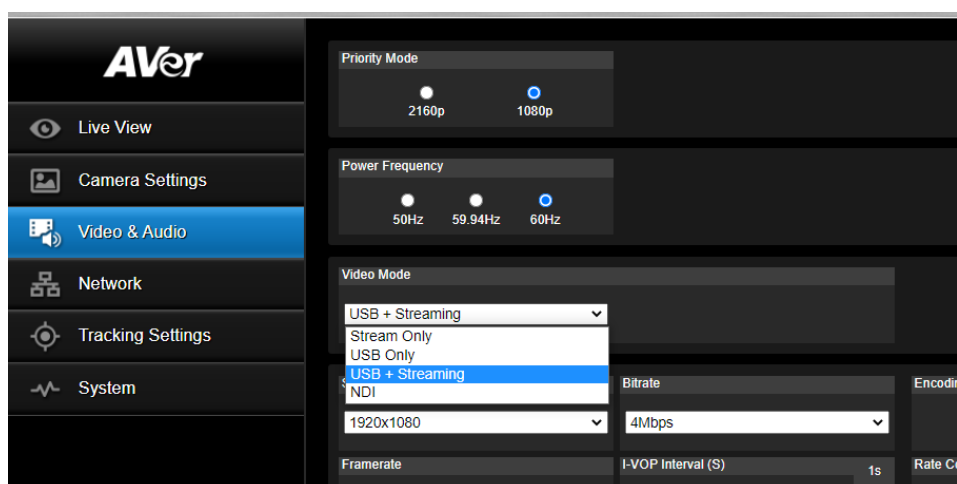 AVer
Live View
Camera Settings
Video & Audio
Network
Tracking Settings
System
Priority Mode
2160p
1080p
Power Frequency
50Hz
59.94Hz
60Hz
Video Mode
USB + Streaming
Stream Only
USB Only
USB + Streaming
NDI
1920x1080
Bitrate
4Mbps
Framerate
I-VOP Interval (S)
1s